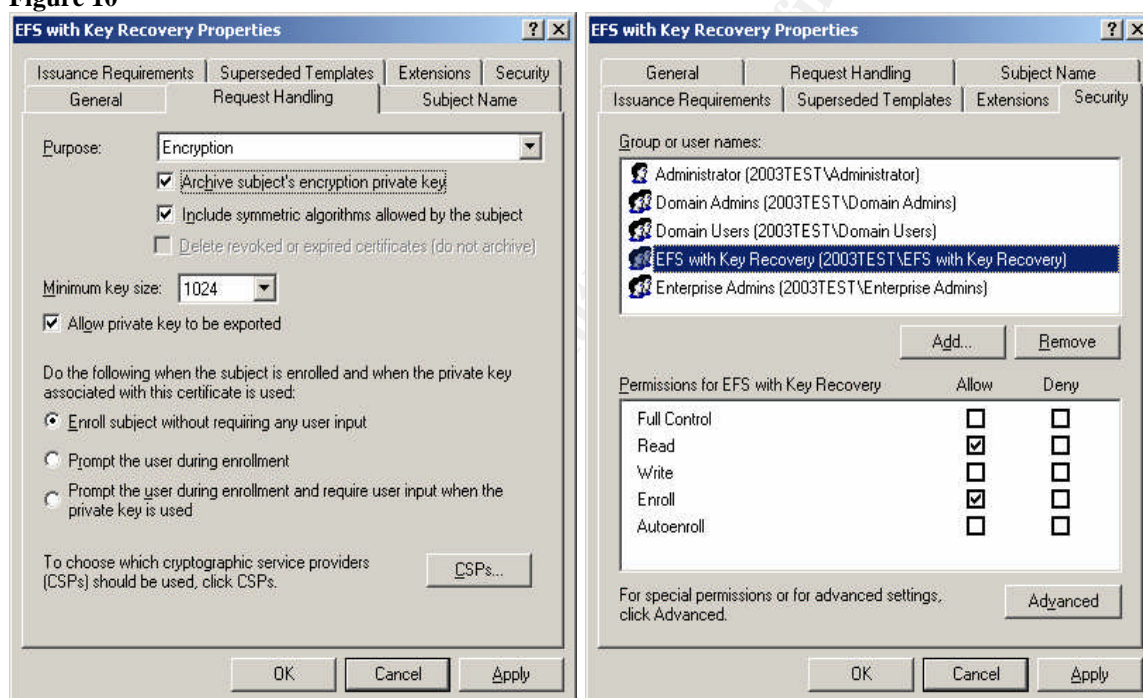 Figure 10
EFS with Key Recovery Properties
Issuance Requirements
Superseded Templates
Extensions
Security
General
Request Handling
Subject Name
Purpose:
Encryption
Archive subject's encryption private key
Include symmetric algorithms allowed by the subject
Delete revoked or expired certificates (do not archive)
Minimum key size:
1024
Allow private key to be exported
Do the following when the subject is enrolled and when the private key
associated with this certificate is used:
Enroll subject without requiring any user input
Prompt the user during enrollment
Prompt the user during enrollment and require user input when the
private key is used
To choose which cryptographic service providers
(CSPs) should be used, click CSPs.
CSPs...
OK
Cancel
Apply
EFS with Key Recovery Properties
General
Request Handling
Subject Name
Issuance Requirements
Superseded Templates
Extensions
Security
Group or user names:
Administrator (2003TEST\Administrator)
Domain Admins (2003TEST\Domain Admins)
Domain Users (2003TEST\Domain Users)
EFS with Key Recovery (2003TEST\EFS with Key Recovery)
Enterprise Admins (2003TEST\Enterprise Admins)
Add...
Remove
Permissions for EFS with Key Recovery
Allow
Deny
Full Control
Read
Write
Enroll
Autoenroll
For special permissions or for advanced settings,
click Advanced.
Advanced
OK
Cancel
Apply